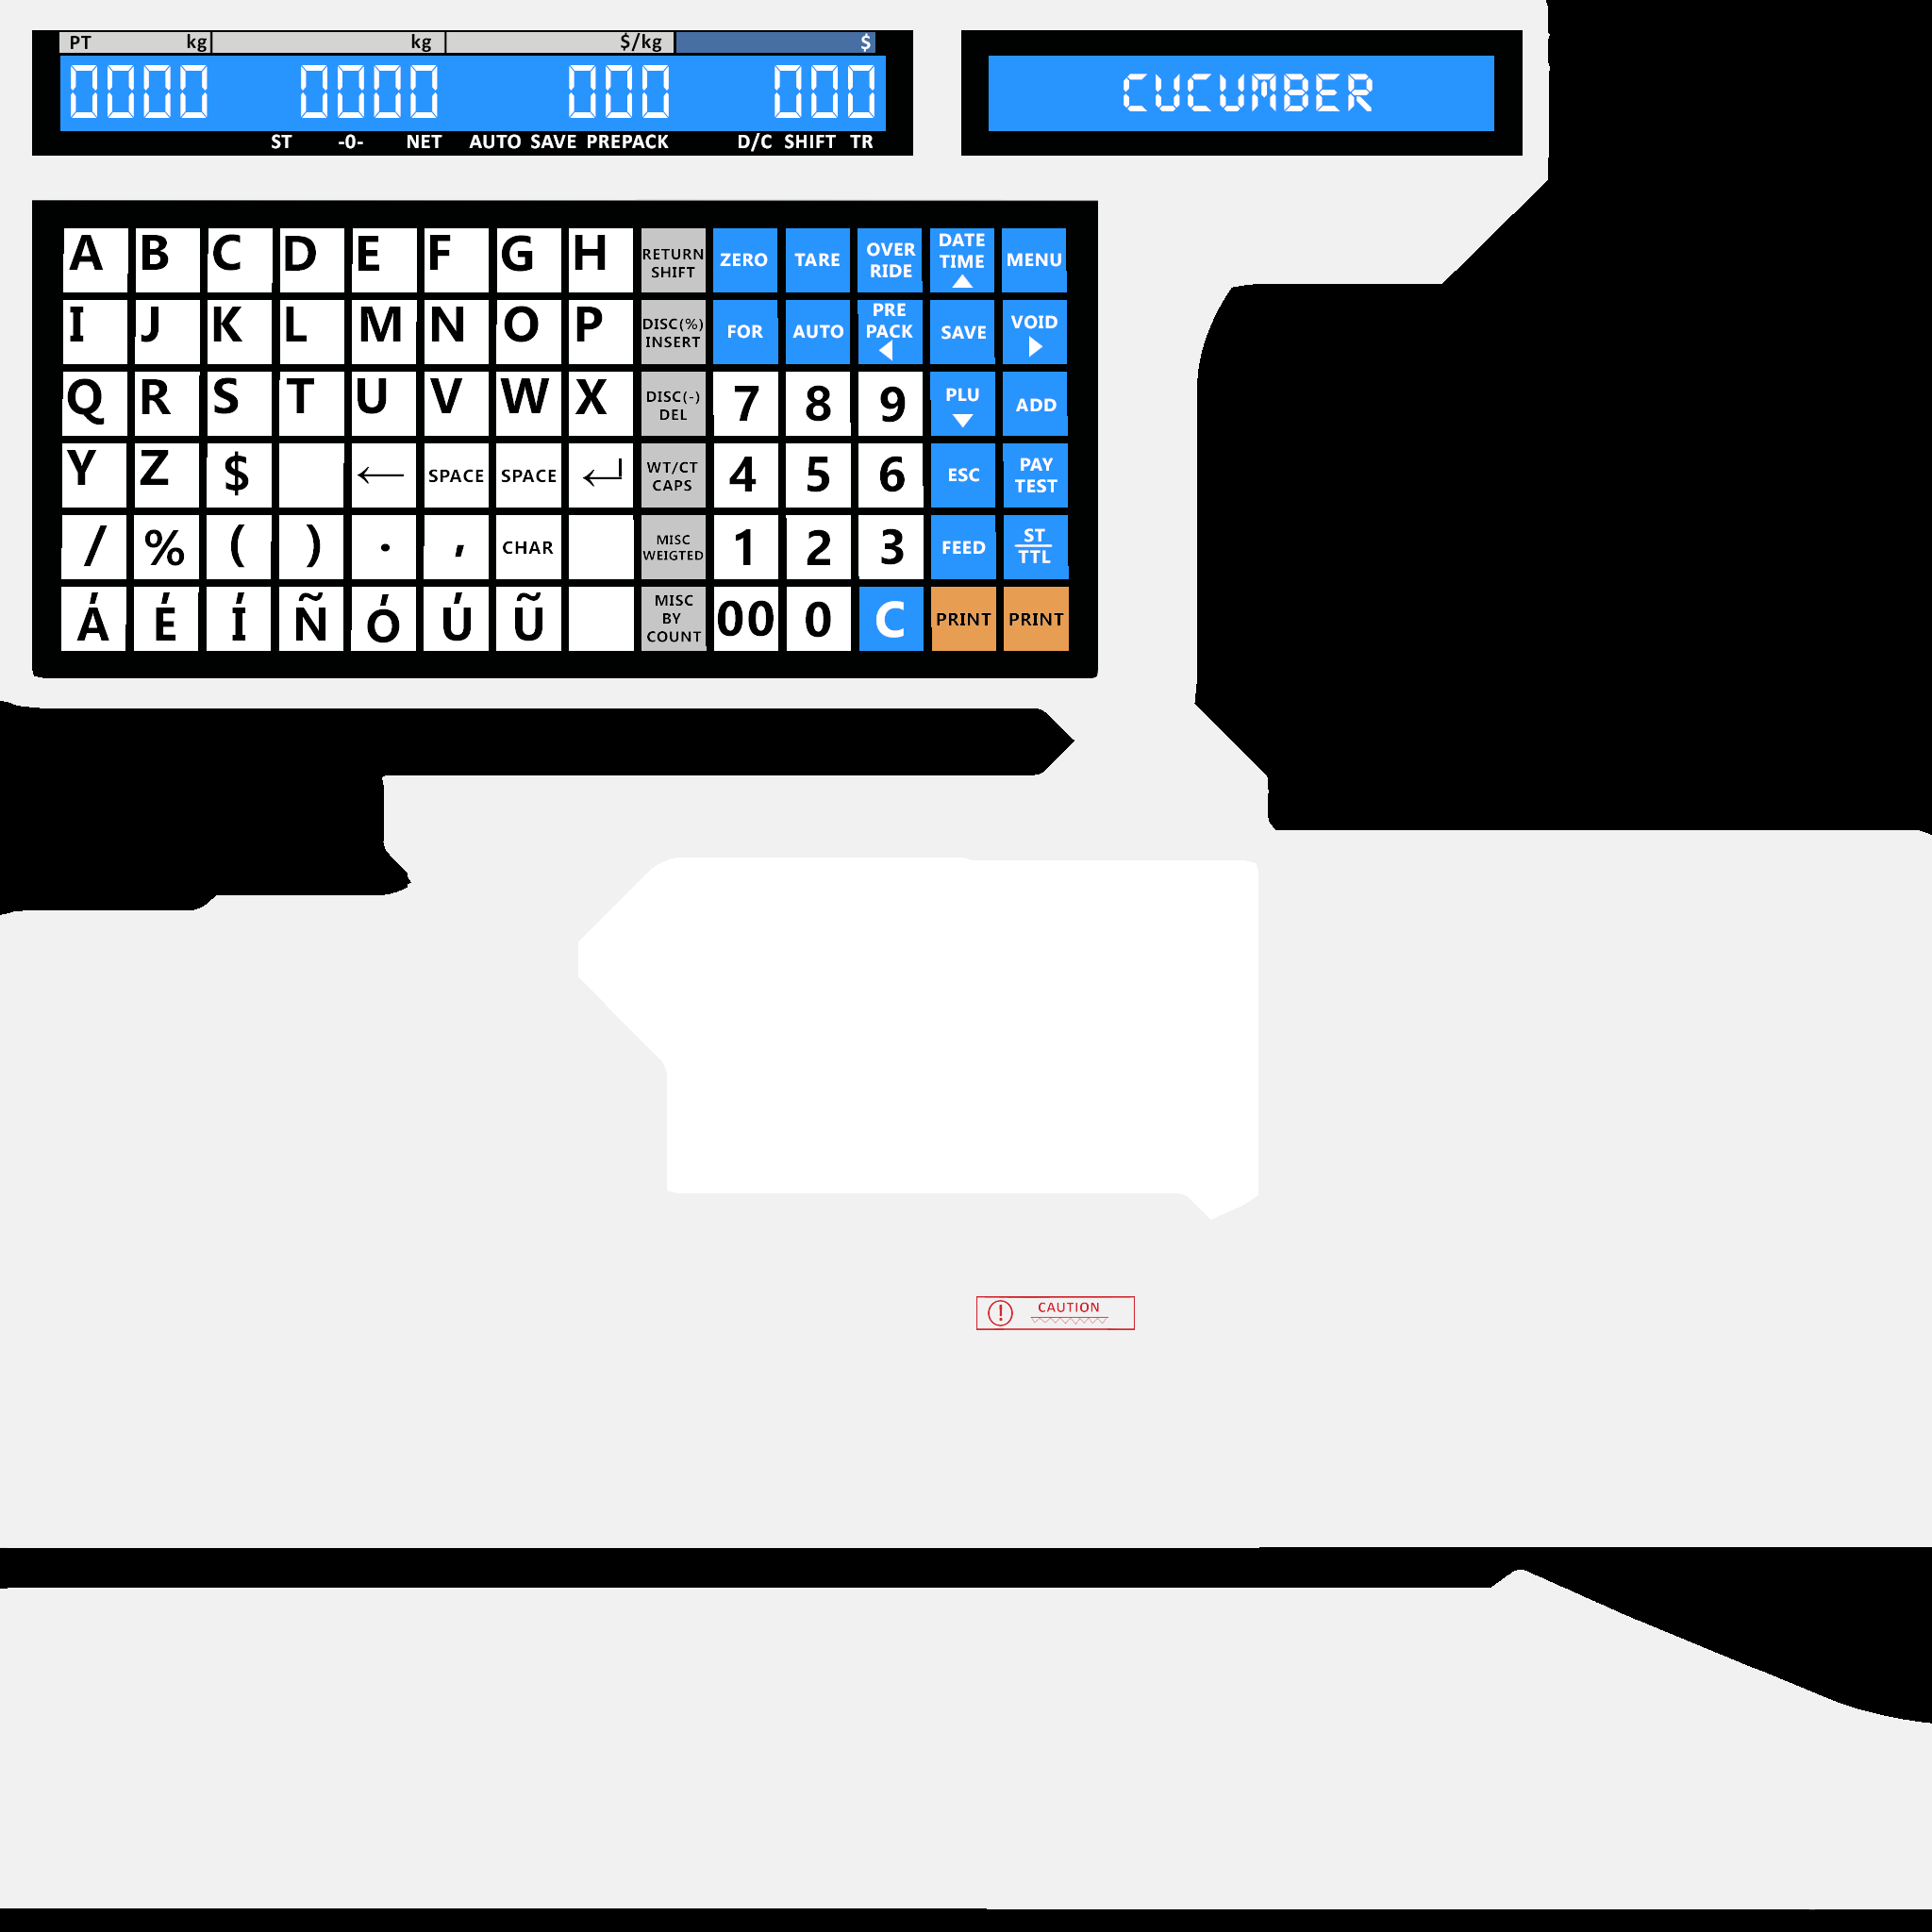 PT kg kg $/kg $
0000 0000 000 000
ST -0- NET AUTO SAVE PREPACK D/C SHIFT TR
CUCUMBER
A B C D E F G H RETURN SHIFT ZERO TARE OVER RIDE DATE TIME MENU
I J K L M N O P DISC(%) INSERT FOR AUTO PRE PACK SAVE VOID
Q R S T U V W X DISC(-) DEL 7 8 9 PLU ADD
Y Z $ ← SPACE SPACE ↵ WT/CT CAPS 4 5 6 ESC PAY TEST
/ % ( ) . , CHAR MISC WEIGTED 1 2 3 FEED ST TTL
Á É Í Ñ Ó Ú Ũ MISC BY COUNT 00 0 C PRINT PRINT
! CAUTION